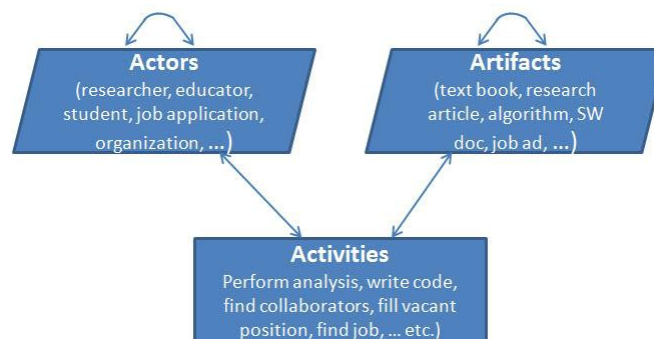 Actors
(researcher, educator,
student, job application,
organization, ...)
Artifacts
(text book, research
article, algorithm, SW
doc, job ad, ...)
Activities
Perform analysis, write code,
find collaborators, fill vacant
position, find job, ... etc.)